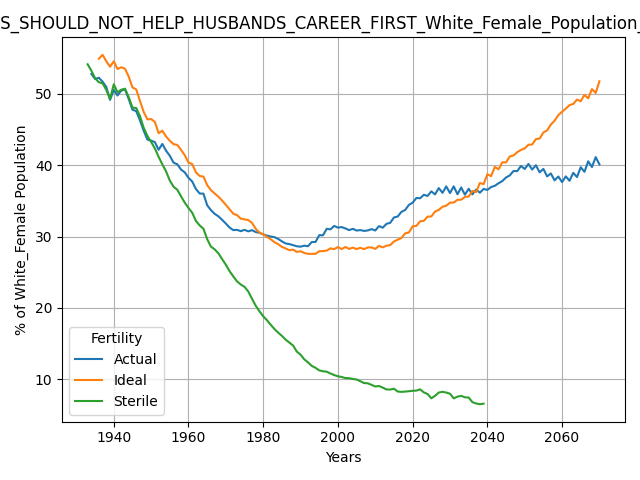 S_SHOULD_NOT_HELP_HUSBANDS_CAREER_FIRST_White_Female_Population_
% of White_Female Population
50
40
30
20
10
Fertility
Actual
Ideal
Sterile
1940 1960 1980 2000 2020 2040 2060
Years